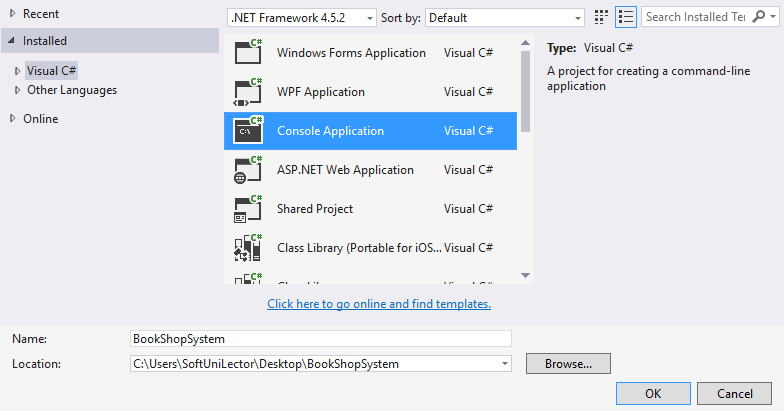 Recent
Installed
Visual C#
Other Languages
Online
.NET Framework 4.5.2 Sort by: Default Search Installed Te
C# Windows Forms Application Visual C#
C# WPF Application Visual C#
C# C:\ Console Application Visual C#
C# ASP.NET Web Application Visual C#
C# Shared Project Visual C#
C# Class Library (Portable for iOS... Visual C#
Click here to go online and find templates.
Type: Visual C#
A project for creating a command-line
application
Name: BookShopSystem
Location: C:\Users\SoftUniLector\Desktop\BookShopSystem Browse...
OK Cancel